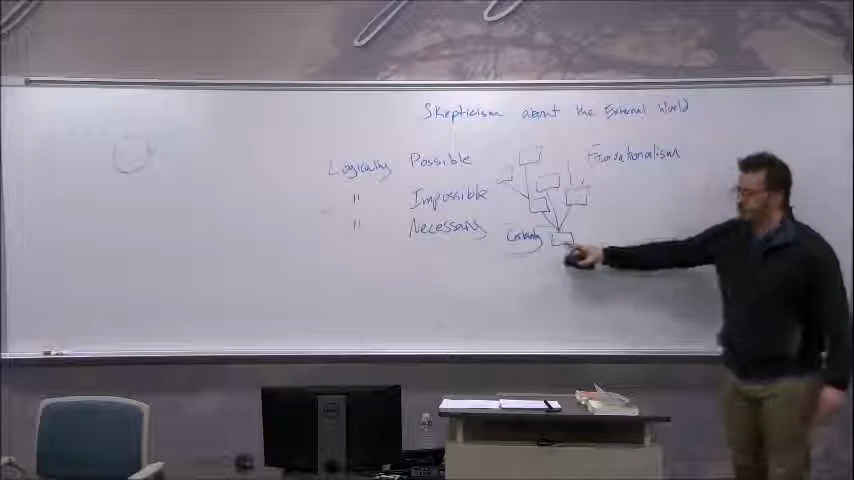 Skepticism about the External World
Logically Possible
" Impossible
" Necessary
Foundationalism
Certainty